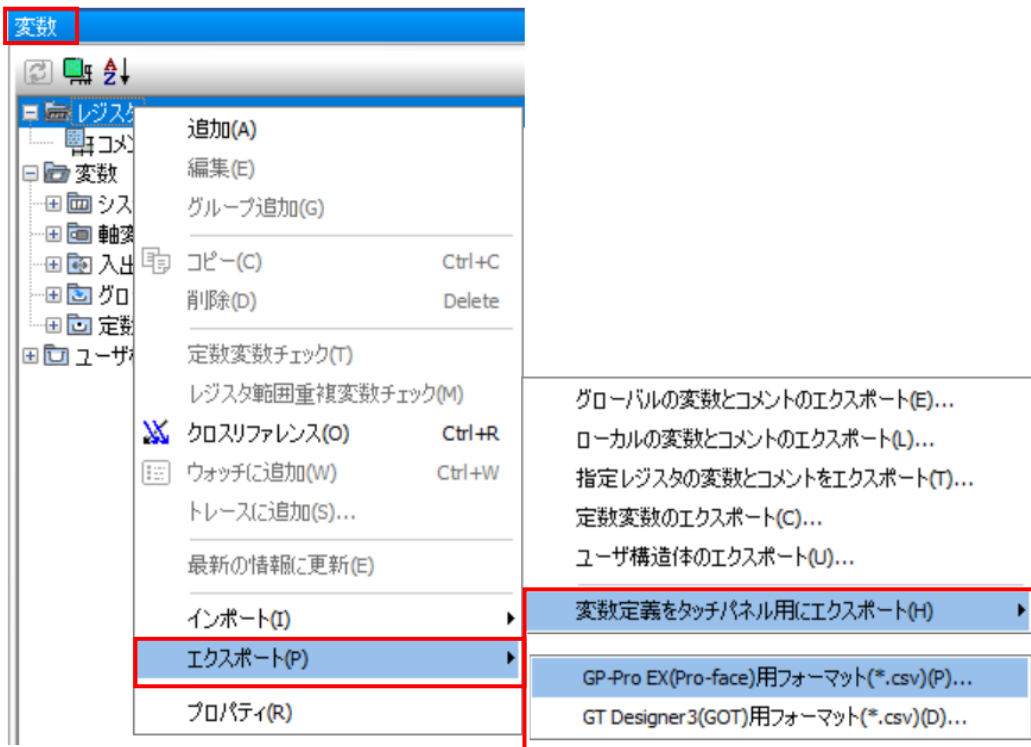 変数
レジスタ
コメ
変数
シス
軸変
入出
グロ
定数
ユーザ
追加(A)
編集(E)
グループ追加(G)
コピー(C) Ctrl+C
削除(D) Delete
定数変数チェック(T)
レジスタ範囲重複変数チェック(M)
クロスリファレンス(O) Ctrl+R
ウォッチに追加(W) Ctrl+W
トレースに追加(S)...
最新の情報に更新(E)
インポート(I)
エクスポート(P)
プロパティ(R)
グローバルの変数とコメントのエクスポート(E)...
ローカルの変数とコメントのエクスポート(L)...
指定レジスタの変数とコメントをエクスポート(T)...
定数変数のエクスポート(C)...
ユーザ構造体のエクスポート(U)...
変数定義をタッチパネル用にエクスポート(H)
GP-Pro EX(Pro-face)用フォーマット(*.csv)(P)...
GT Designer3(GOT)用フォーマット(*.csv)(D)...